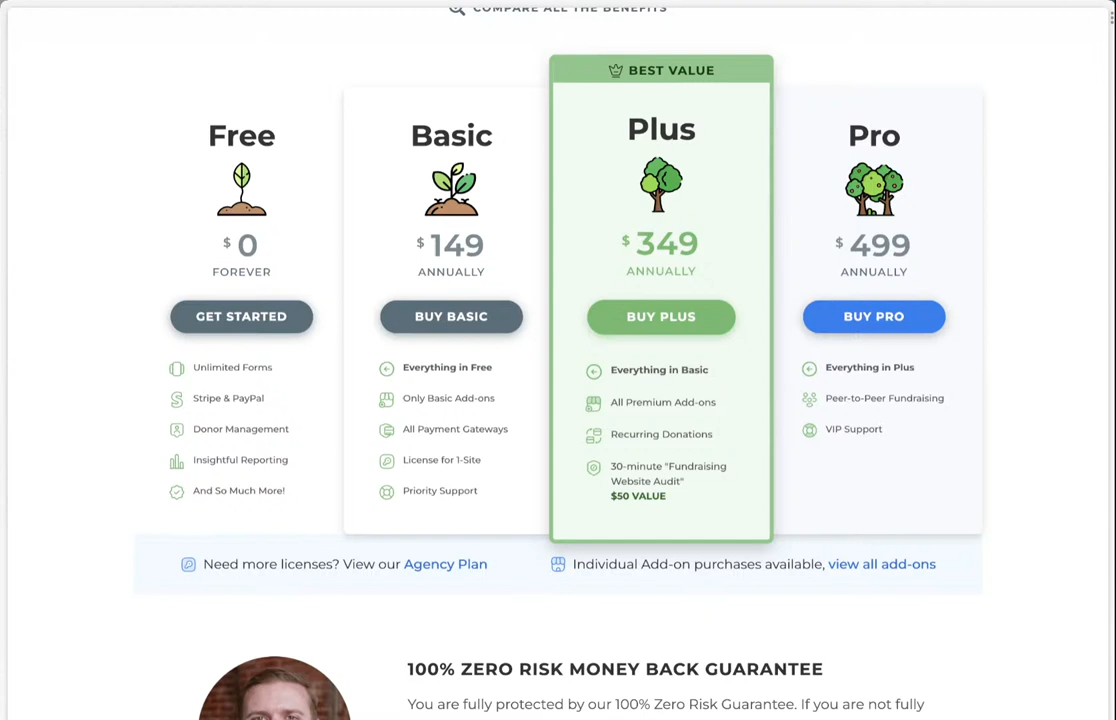 COMPARE ALL THE BENEFITS
BEST VALUE
Free
$ 0
FOREVER
GET STARTED
Unlimited Forms
Stripe & PayPal
Donor Management
Insightful Reporting
And So Much More!
Basic
$ 149
ANNUALLY
BUY BASIC
Everything in Free
Only Basic Add-ons
All Payment Gateways
License for 1-Site
Priority Support
Plus
$ 349
ANNUALLY
BUY PLUS
Everything in Basic
All Premium Add-ons
Recurring Donations
30-minute "Fundraising
Website Audit"
$50 VALUE
Pro
$ 499
ANNUALLY
BUY PRO
Everything in Plus
Peer-to-Peer Fundraising
VIP Support
Need more licenses? View our Agency Plan
Individual Add-on purchases available, view all add-ons
100% ZERO RISK MONEY BACK GUARANTEE
You are fully protected by our 100% Zero Risk Guarantee. If you are not fully